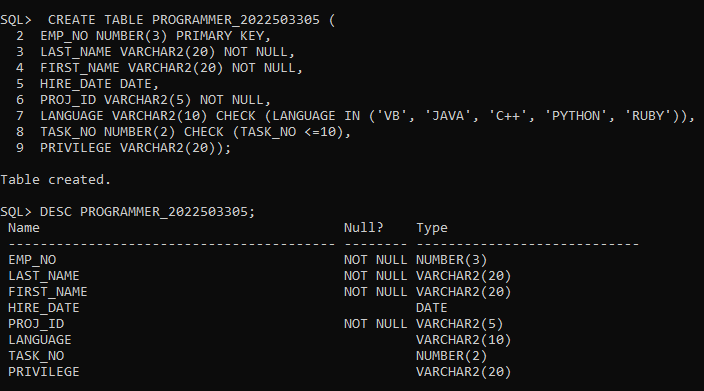 SQL>  CREATE TABLE PROGRAMMER_2022503305 (
  2  EMP_NO NUMBER(3) PRIMARY KEY,
  3  LAST_NAME VARCHAR2(20) NOT NULL,
  4  FIRST_NAME VARCHAR2(20) NOT NULL,
  5  HIRE_DATE DATE,
  6  PROJ_ID VARCHAR2(5) NOT NULL,
  7  LANGUAGE VARCHAR2(10) CHECK (LANGUAGE IN ('VB', 'JAVA', 'C++', 'PYTHON', 'RUBY')),
  8  TASK_NO NUMBER(2) CHECK (TASK_NO <=10),
  9  PRIVILEGE VARCHAR2(20));
Table created.
SQL> DESC PROGRAMMER_2022503305;
 Name                                      Null?    Type
 ----------------------------------------- -------- ----------------------------
 EMP_NO                                    NOT NULL NUMBER(3)
 LAST_NAME                                 NOT NULL VARCHAR2(20)
 FIRST_NAME                                NOT NULL VARCHAR2(20)
 HIRE_DATE                                          DATE
 PROJ_ID                                   NOT NULL VARCHAR2(5)
 LANGUAGE                                           VARCHAR2(10)
 TASK_NO                                            NUMBER(2)
 PRIVILEGE                                          VARCHAR2(20)